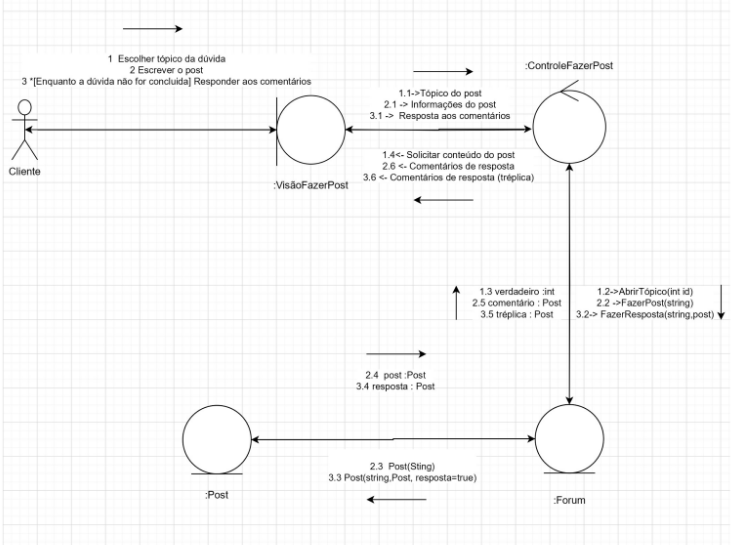 1 Escolher tópico da dúvida
2 Escrever o post
3 *[Enquanto a dúvida não for concluida] Responder aos comentários
:ControleFazerPost
1.1->Tópico do post
2.1 -> Informações do post
3.1 -> Resposta aos comentários
Cliente
:VisãoFazerPost
1.4<- Solicitar conteúdo do post
2.6 <- Comentários de resposta
3.6 <- Comentários de resposta (tréplica)
1.3 verdadeiro :int
2.5 comentário : Post
3.5 tréplica : Post
1.2->AbrirTópico(int id)
2.2 ->FazerPost(string)
3.2-> FazerResposta(string,post)
2.4 post :Post
3.4 resposta : Post
2.3 Post(Sting)
3.3 Post(string,Post, resposta=true)
:Post
:Forum